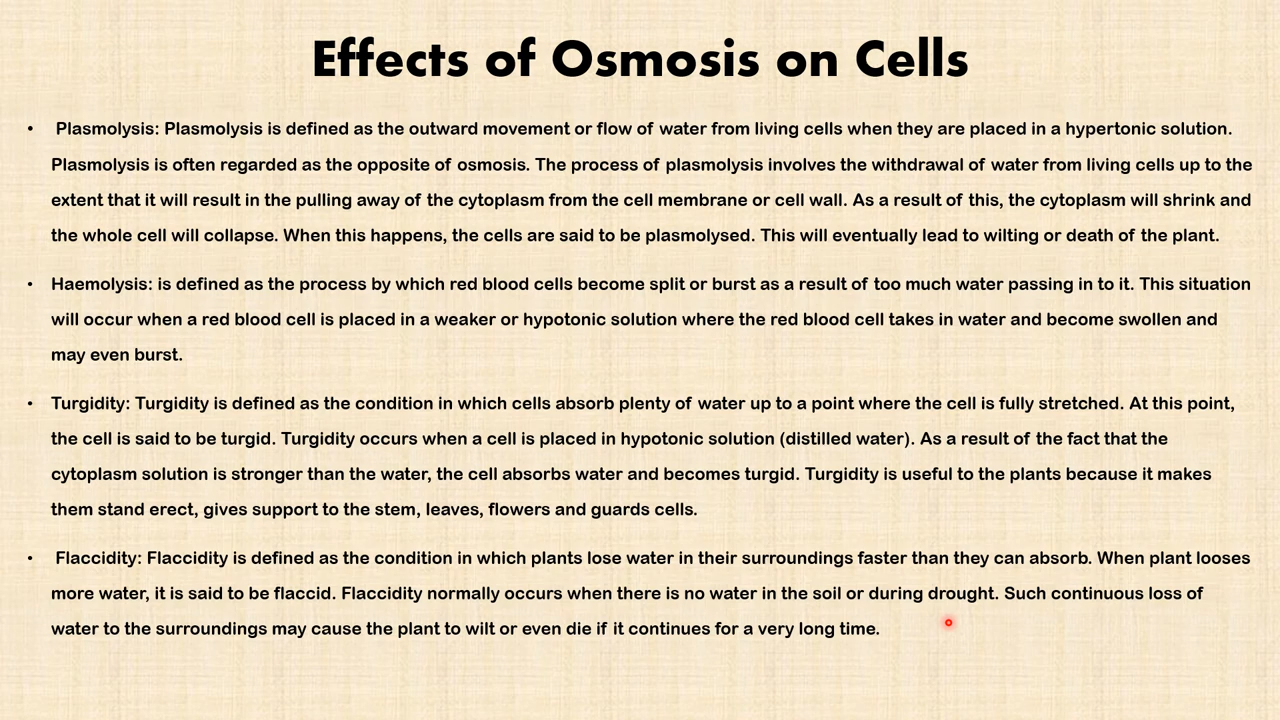 Effects of Osmosis on Cells
• Plasmolysis: Plasmolysis is defined as the outward movement or flow of water from living cells when they are placed in a hypertonic solution.
Plasmolysis is often regarded as the opposite of osmosis. The process of plasmolysis involves the withdrawal of water from living cells up to the
extent that it will result in the pulling away of the cytoplasm from the cell membrane or cell wall. As a result of this, the cytoplasm will shrink and
the whole cell will collapse. When this happens, the cells are said to be plasmolysed. This will eventually lead to wilting or death of the plant.
• Haemolysis: is defined as the process by which red blood cells become split or burst as a result of too much water passing in to it. This situation
will occur when a red blood cell is placed in a weaker or hypotonic solution where the red blood cell takes in water and become swollen and
may even burst.
• Turgidity: Turgidity is defined as the condition in which cells absorb plenty of water up to a point where the cell is fully stretched. At this point,
the cell is said to be turgid. Turgidity occurs when a cell is placed in hypotonic solution (distilled water). As a result of the fact that the
cytoplasm solution is stronger than the water, the cell absorbs water and becomes turgid. Turgidity is useful to the plants because it makes
them stand erect, gives support to the stem, leaves, flowers and guards cells.
• Flaccidity: Flaccidity is defined as the condition in which plants lose water in their surroundings faster than they can absorb. When plant looses
more water, it is said to be flaccid. Flaccidity normally occurs when there is no water in the soil or during drought. Such continuous loss of
water to the surroundings may cause the plant to wilt or even die if it continues for a very long time.